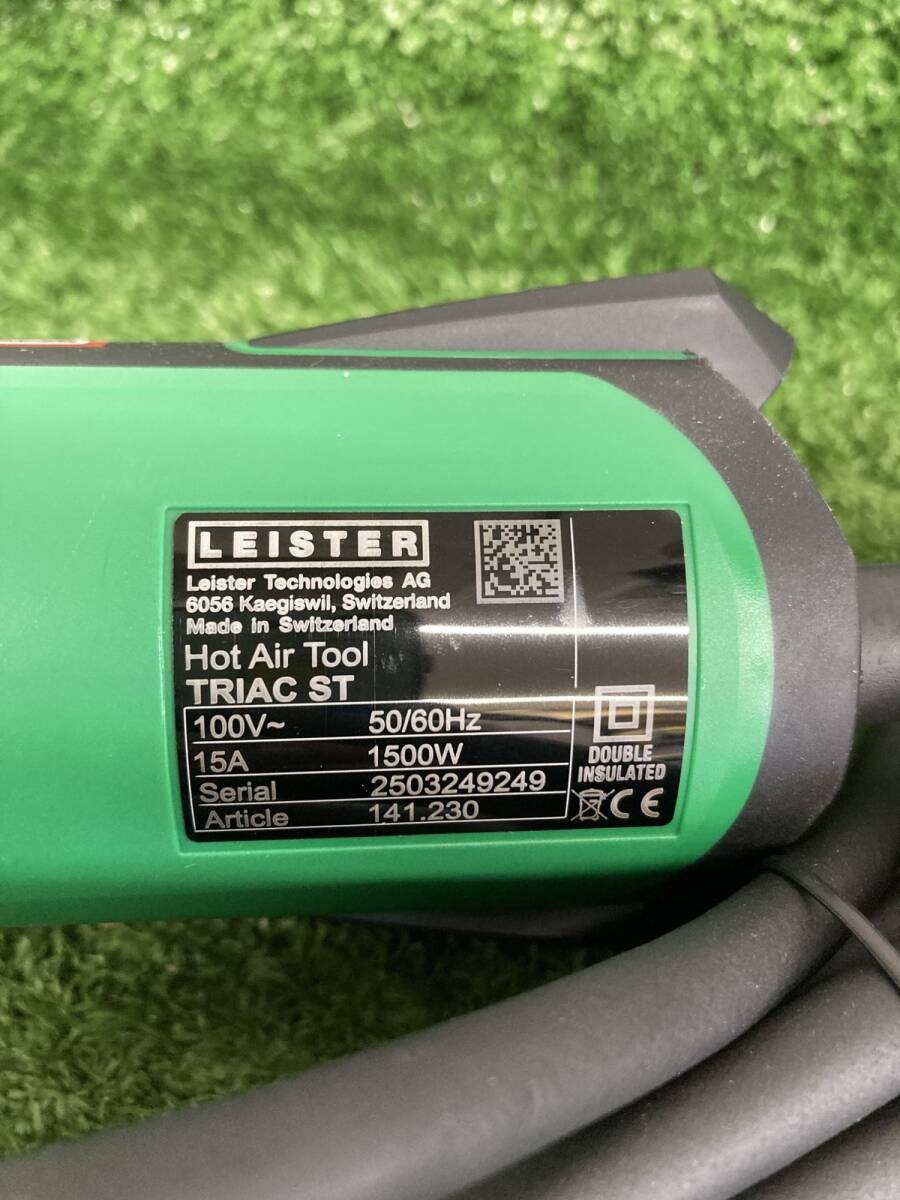 LEISTER
Leister Technologies AG
6056 Kaegiswil, Switzerland
Made in Switzerland
Hot Air Tool
TRIAC ST
100V~ 50/60Hz
15A 1500W
Serial 2503249249
Article 141.230
DOUBLE
INSULATED
CE